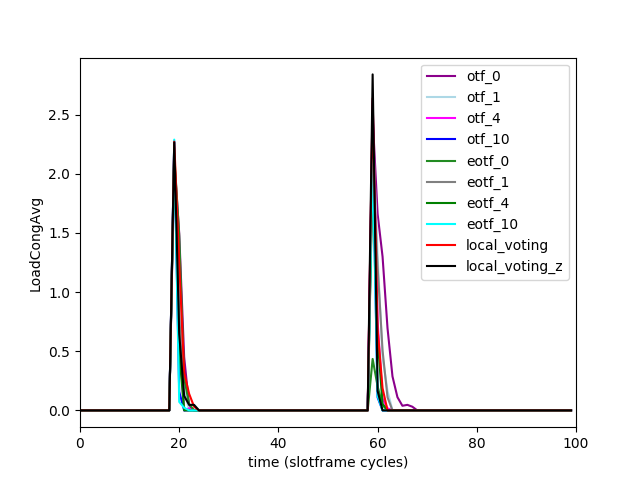 otf_0
otf_1
otf_4
otf_10
eotf_0
eotf_1
eotf_4
eotf_10
local_voting
local_voting_z
LoadCongAvg
2.5
2.0
1.5
1.0
0.5
0.0
0 20 40 60 80 100
time (slotframe cycles)